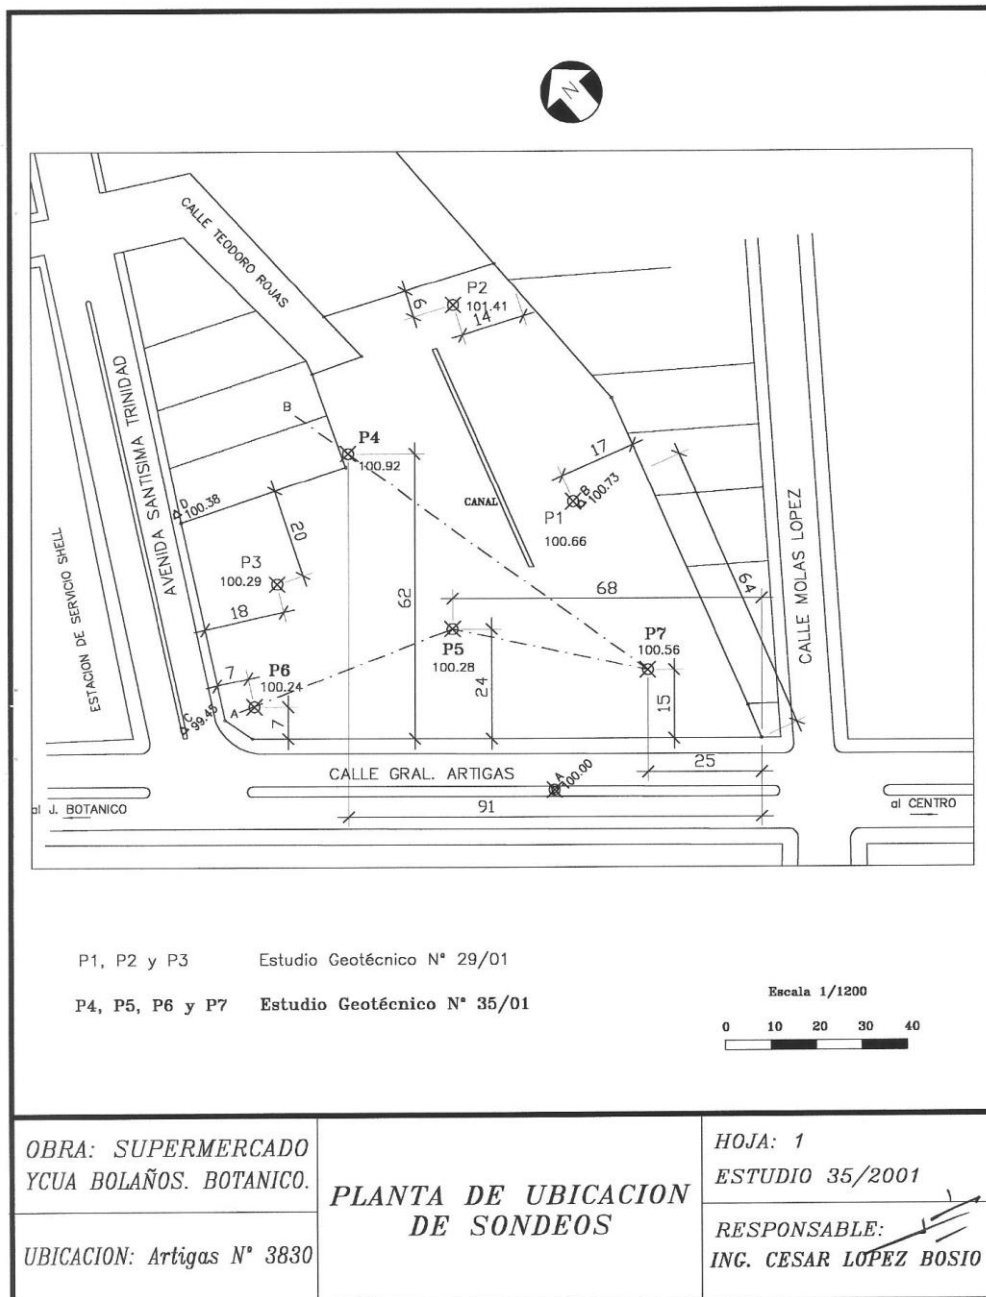 N
CALLE TEODORO ROJAS
P2
101.41
6
14
AVENIDA SANTISIMA TRINIDAD
B
P4
100.92
17
B
100.73
P1
100.66
CANAL
D
100.38
20
P3
100.29
18
62
68
64
CALLE MOLAS LOPEZ
ESTACION DE SERVICIO SHELL
P5
100.28
24
P7
100.56
15
7
P6
100.24
A
7
C
99.45
25
CALLE GRAL. ARTIGAS
A
100.00
91
al J. BOTANICO
al CENTRO
P1, P2 y P3 Estudio Geotécnico N° 29/01
P4, P5, P6 y P7 Estudio Geotécnico N° 35/01
Escala 1/1200
0 10 20 30 40
OBRA: SUPERMERCADO
YCUA BOLAÑOS. BOTANICO.
UBICACION: Artigas N° 3830
PLANTA DE UBICACION
DE SONDEOS
HOJA: 1
ESTUDIO 35/2001
RESPONSABLE:
ING. CESAR LOPEZ BOSIO